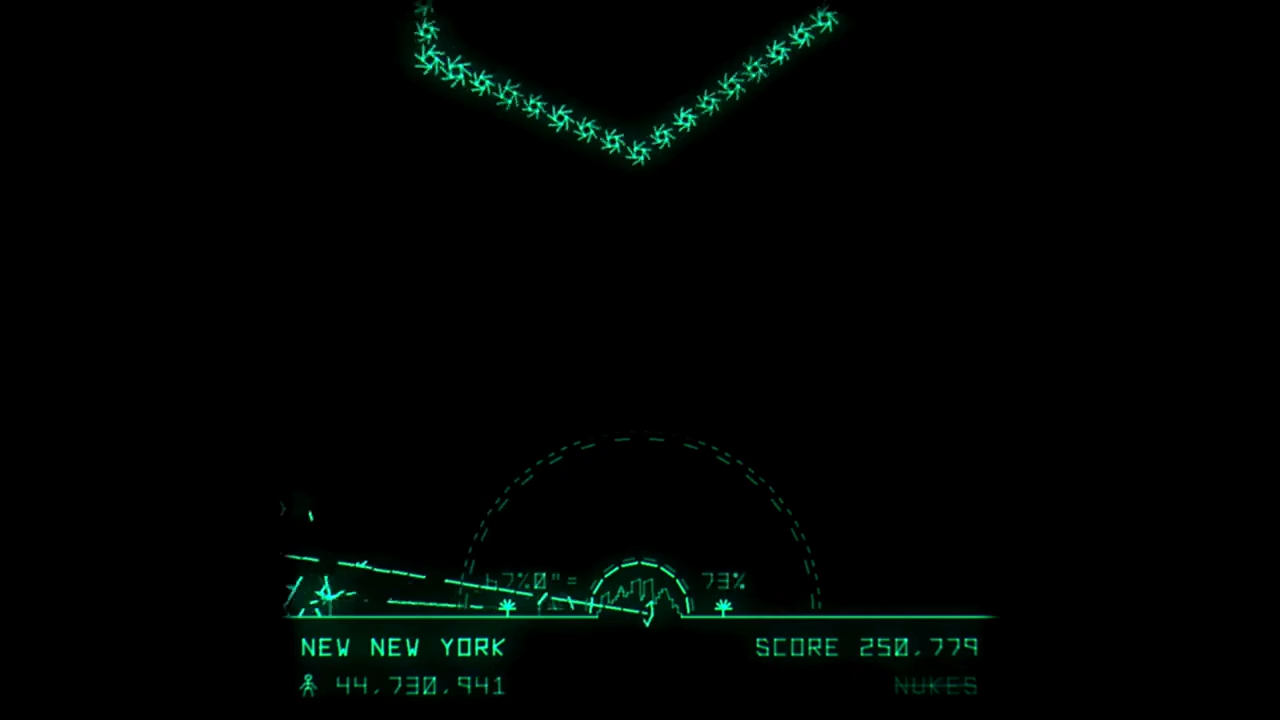 73%
NEW NEW YORK
SCORE 250,779
44,730,941
NUKES